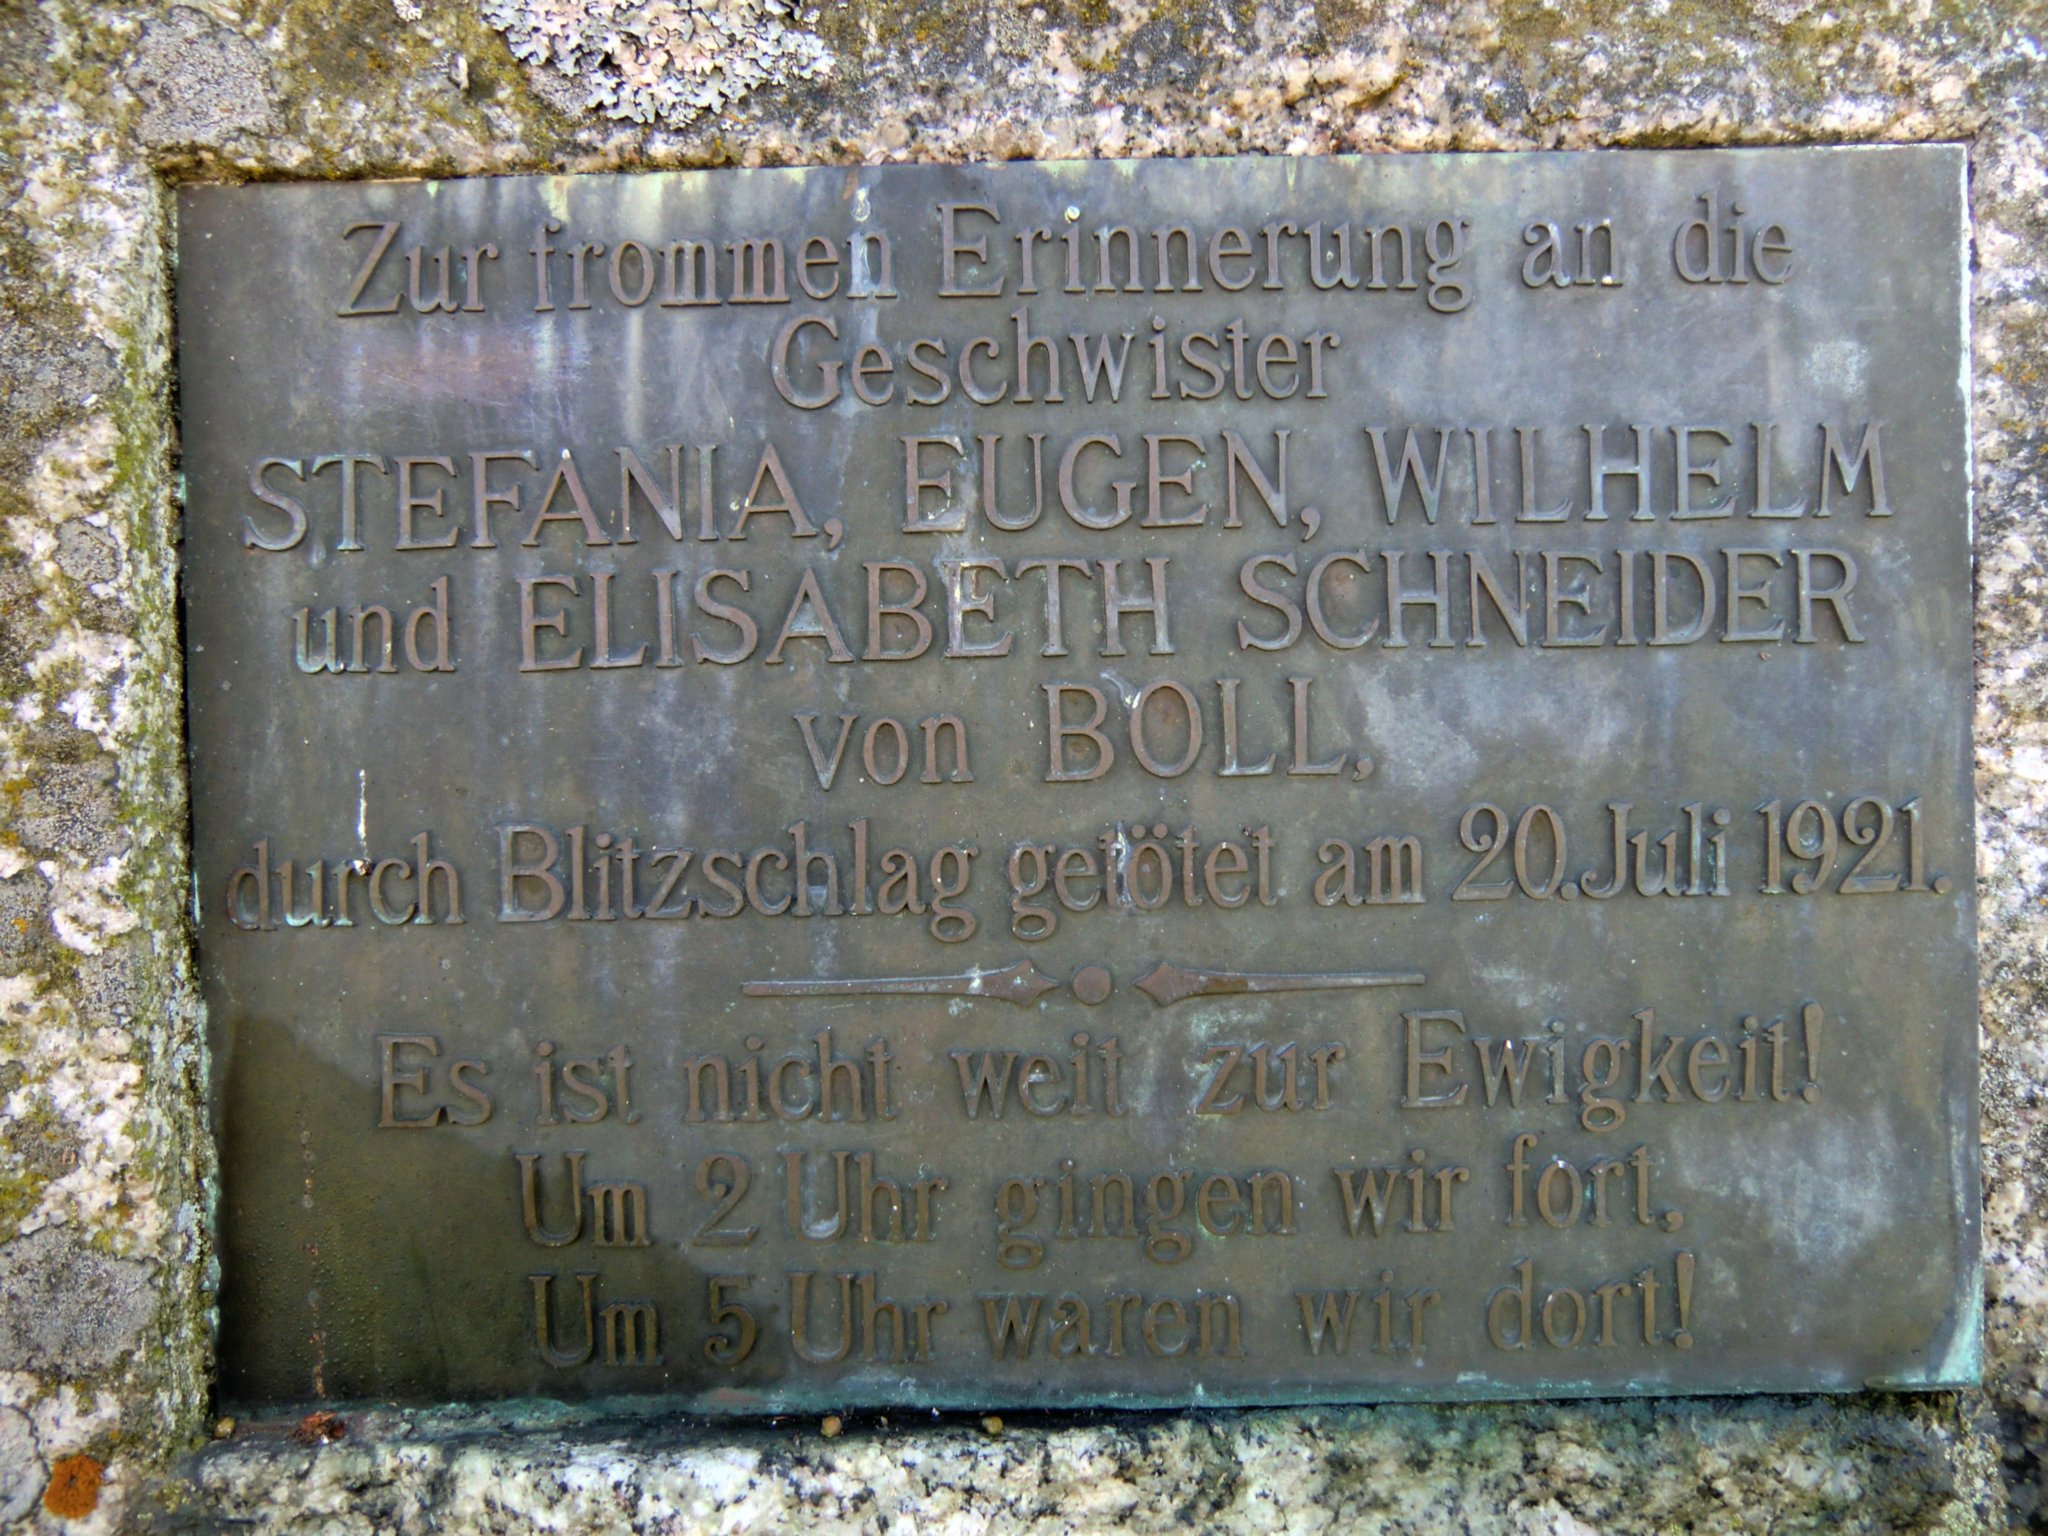 Zur frommen Erinnerung an die
Geschwister
STEFANIA, EUGEN, WILHELM
und ELISABETH SCHNEIDER
von BOLL,
durch Blitzschlag getötet am 20. Juli 1921.
Es ist nicht weit zur Ewigkeit!
Um 2 Uhr gingen wir fort,
Um 5 Uhr waren wir dort!